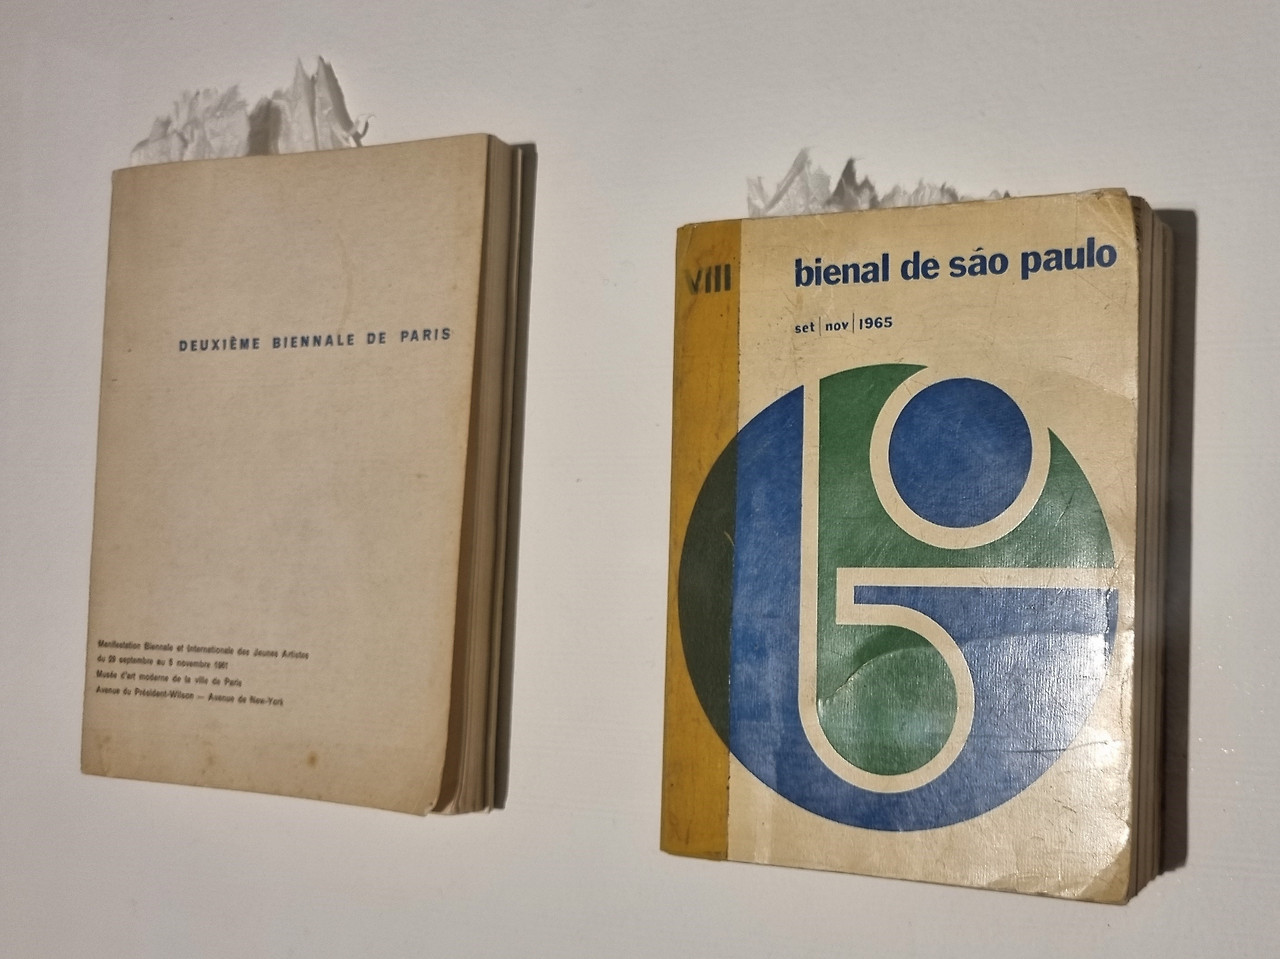 DEUXIÈME BIENNALE DE PARIS
Manifestation Biennale et Internationale des Jeunes Artistes
du 29 septembre au 5 novembre 1961
Musée d'art moderne de la ville de Paris
Avenue du Président-Wilson — Avenue de New-York
VIII
bienal de são paulo
set|nov|1965